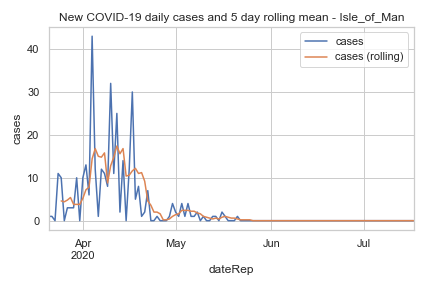 New COVID-19 daily cases and 5 day rolling mean - Isle_of_Man
cases
cases (rolling)
cases
40
30
20
10
0
Apr
2020
May
Jun
Jul
dateRep